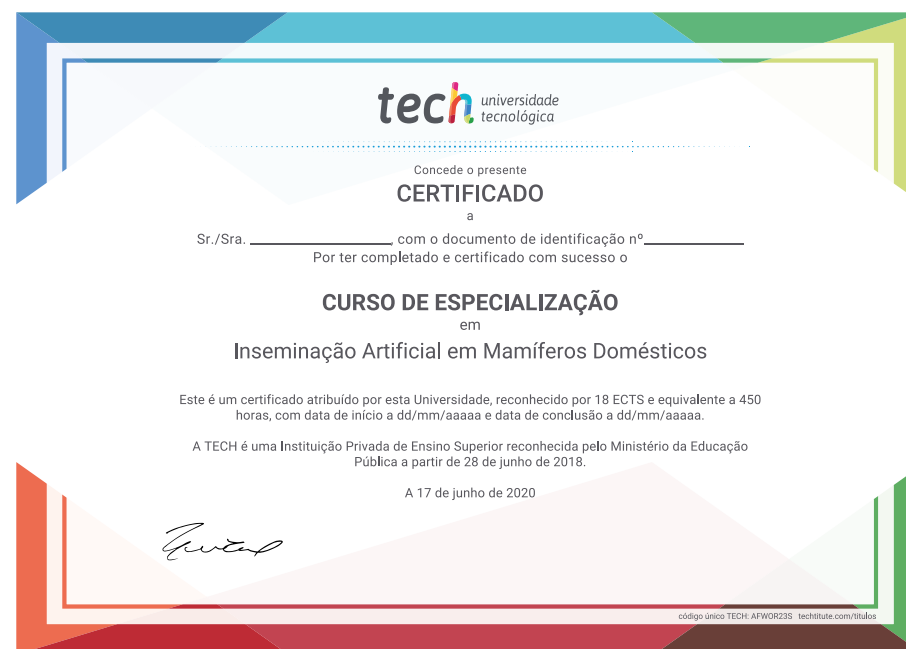 tech universidade
tecnológica
Concede o presente
CERTIFICADO
a
Sr./Sra. ____________, com o documento de identificação nº____________
Por ter completado e certificado com sucesso o
CURSO DE ESPECIALIZAÇÃO
em
Inseminação Artificial em Mamíferos Domésticos
Este é um certificado atribuído por esta Universidade, reconhecido por 18 ECTS e equivalente a 450
horas, com data de início a dd/mm/aaaaa e data de conclusão a dd/mm/aaaaa.
A TECH é uma Instituição Privada de Ensino Superior reconhecida pelo Ministério da Educação
Pública a partir de 28 de junho de 2018.
A 17 de junho de 2020
código único TECH: AFWOR23S techtitute.com/titulos